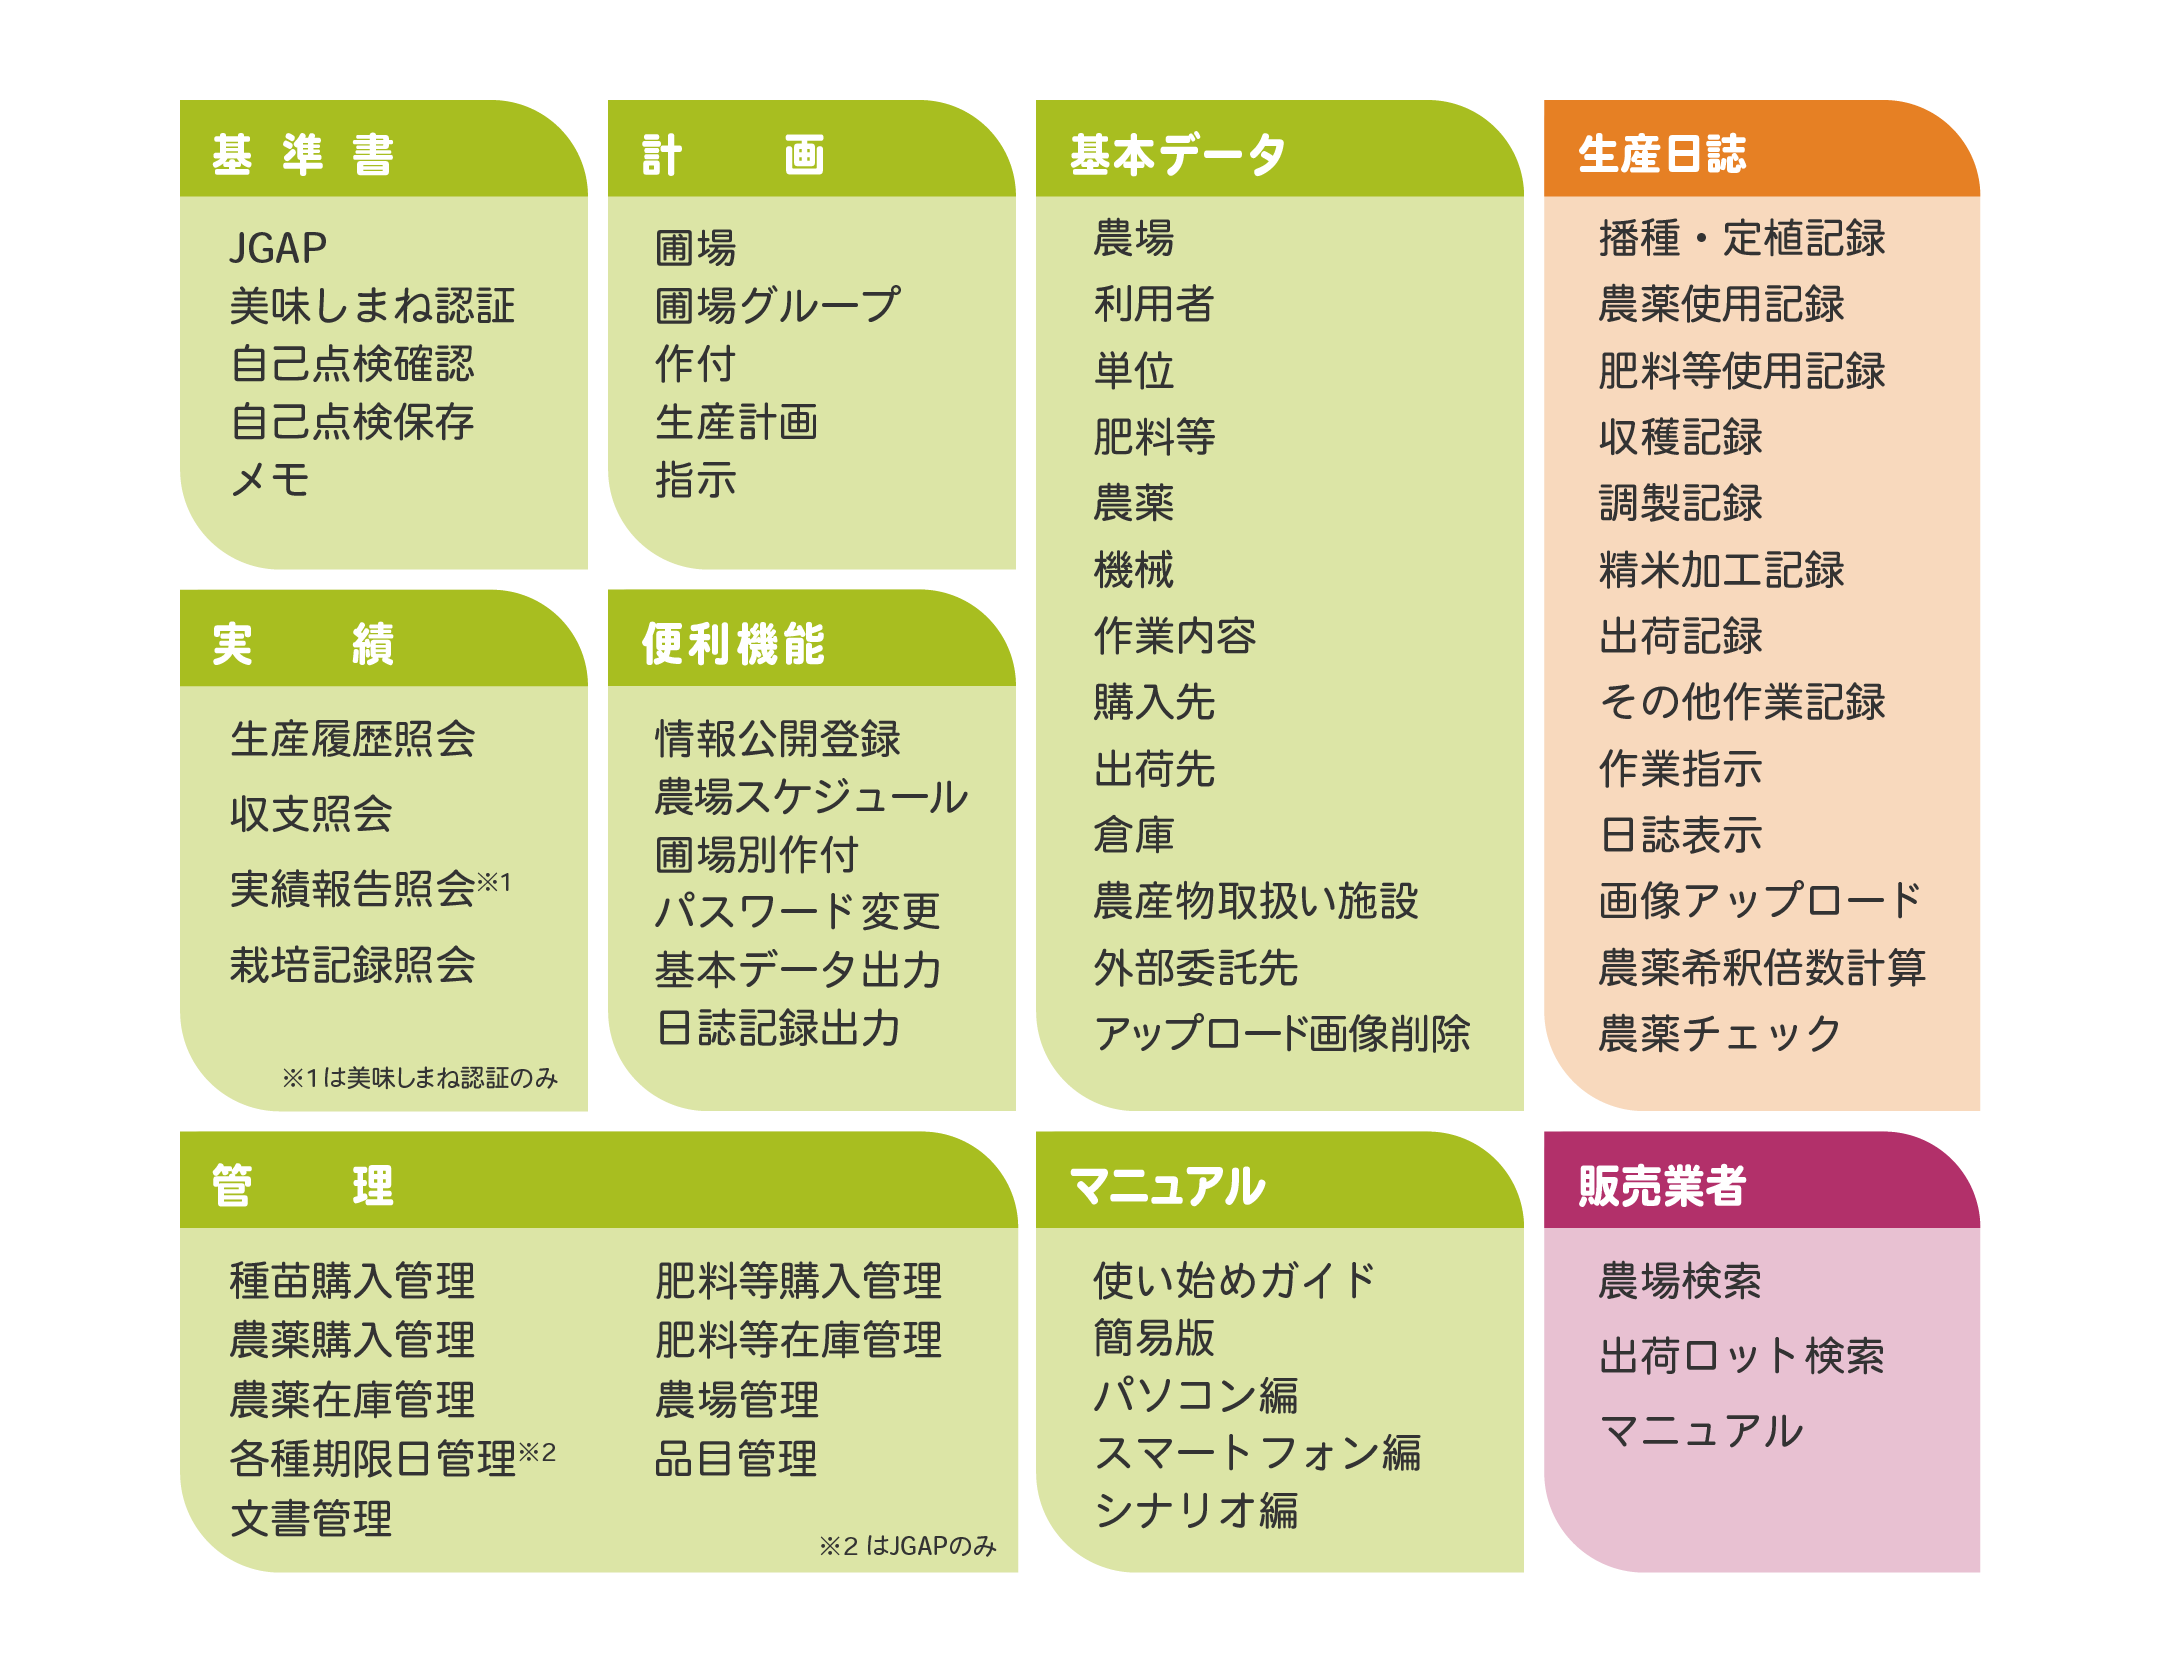 基準書
JGAP
美味しまね認証
自己点検確認
自己点検保存
メモ
計画
圃場
圃場グループ
作付
生産計画
指示
基本データ
農場
利用者
単位
肥料等
農薬
機械
作業内容
購入先
出荷先
倉庫
農産物取扱い施設
外部委託先
アップロード画像削除
生産日誌
播種・定植記録
農薬使用記録
肥料等使用記録
収穫記録
調製記録
精米加工記録
出荷記録
その他作業記録
作業指示
日誌表示
画像アップロード
農薬希釈倍数計算
農薬チェック
実績
生産履歴照会
収支照会
実績報告照会※1
栽培記録照会
※1は美味しまね認証のみ
便利機能
情報公開登録
農場スケジュール
圃場別作付
パスワード変更
基本データ出力
日誌記録出力
管理
種苗購入管理
農薬購入管理
農薬在庫管理
各種期限日管理※2
文書管理
肥料等購入管理
肥料等在庫管理
農場管理
品目管理
※2 はJGAPのみ
マニュアル
使い始めガイド
簡易版
パソコン編
スマートフォン編
シナリオ編
販売業者
農場検索
出荷ロット検索
マニュアル